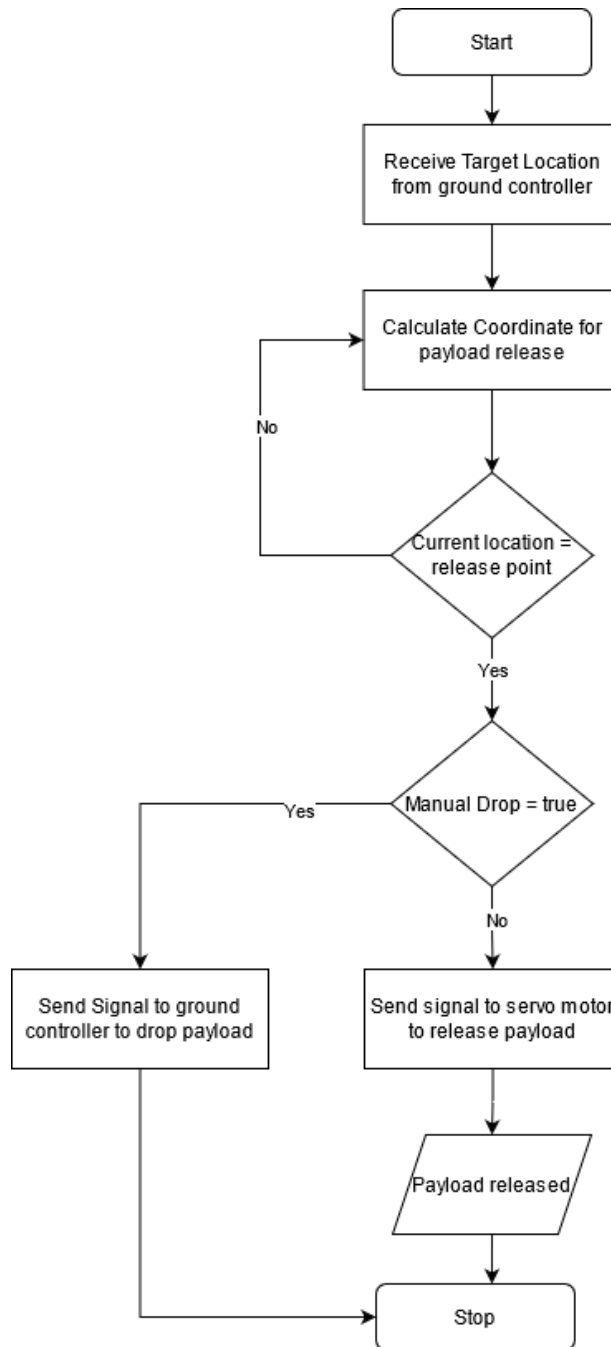 Start
Receive Target Location
from ground controller
Calculate Coordinate for
payload release
No
Current location =
release point
Yes
Manual Drop = true
Yes
No
Send Signal to ground
controller to drop payload
Send signal to servo motor
to release payload
Payload released
Stop